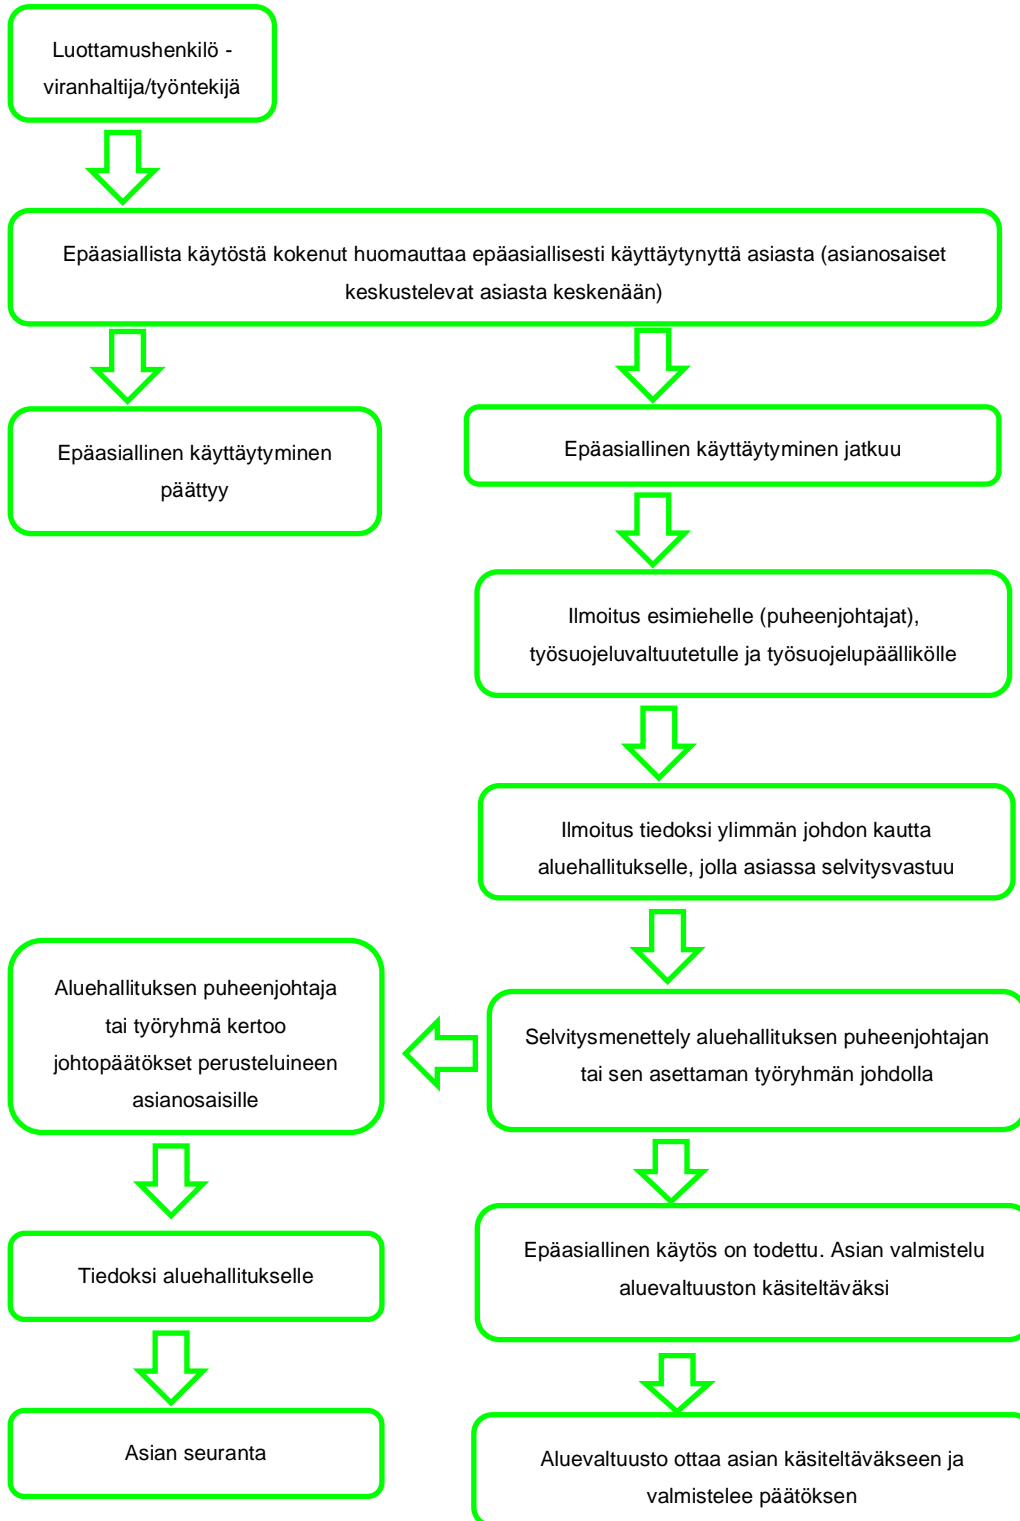 Luottamushenkilö -
viranhaltija/työntekijä
Epäasiallista käytöstä kokenut huomauttaa epäasiallisesti käyttäytynyttä asiasta (asianosaiset
keskustelevat asiasta keskenään)
Epäasiallinen käyttäytyminen
päättyy
Epäasiallinen käyttäytyminen jatkuu
Ilmoitus esimiehelle (puheenjohtajat),
työsuojeluvaltuutetulle ja työsuojelupäällikölle
Ilmoitus tiedoksi ylimmän johdon kautta
aluehallitukselle, jolla asiassa selvitysvastuu
Selvitysmenettely aluehallituksen puheenjohtajan
tai sen asettaman työryhmän johdolla
Aluehallituksen puheenjohtaja
tai työryhmä kertoo
johtopäätökset perusteluineen
asianosaisille
Tiedoksi aluehallitukselle
Asian seuranta
Epäasiallinen käytös on todettu. Asian valmistelu
aluevaltuuston käsiteltäväksi
Aluevaltuusto ottaa asian käsiteltäväkseen ja
valmistelee päätöksen